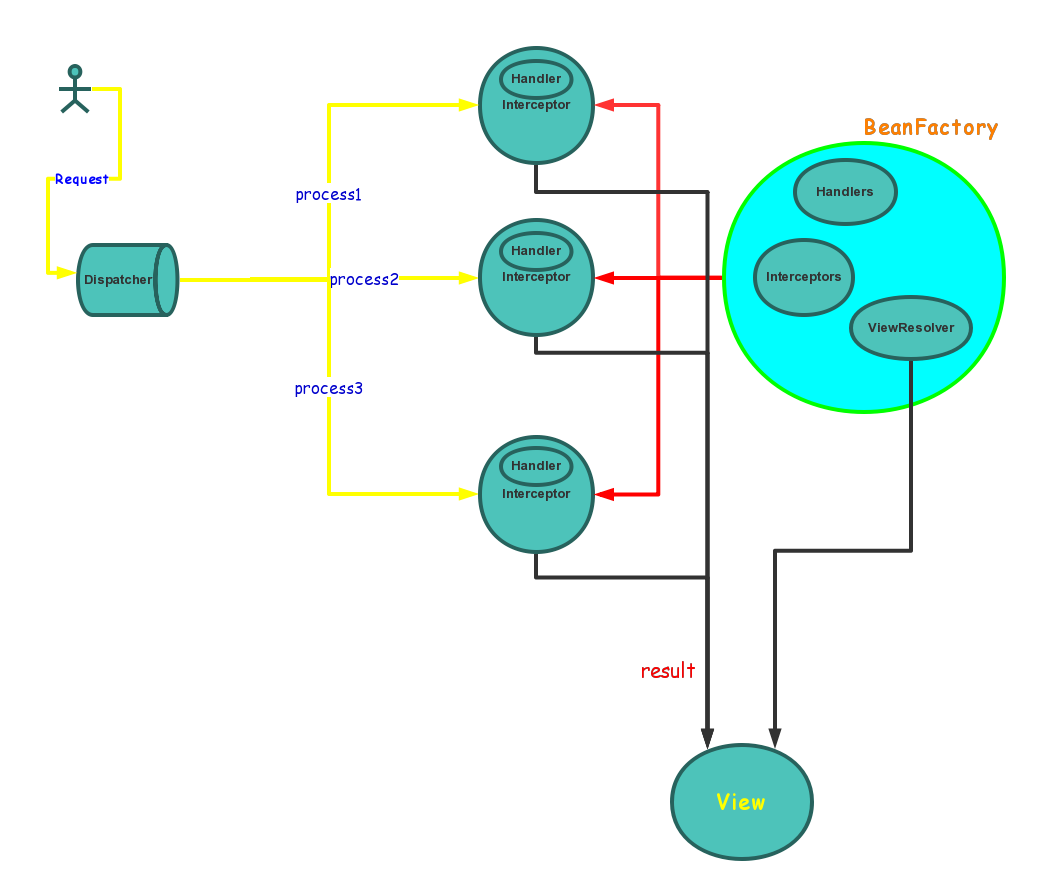 Handler
Interceptor
BeanFactory
Request
process1
Handlers
Handler
Interceptor
Dispatcher
process2
Interceptors
ViewResolver
process3
Handler
Interceptor
result
View